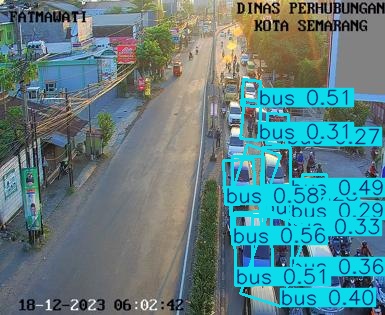 FATMAWATI
DINAS PERHUBUNGAN
KOTA SEMARANG
bus 0.51
bus 0.31
0.27
0.49
bus 0.58
bus 0.29
0.33
bus 0.56
0.36
bus 0.51
bus 0.40
18-12-2023 06:02:42